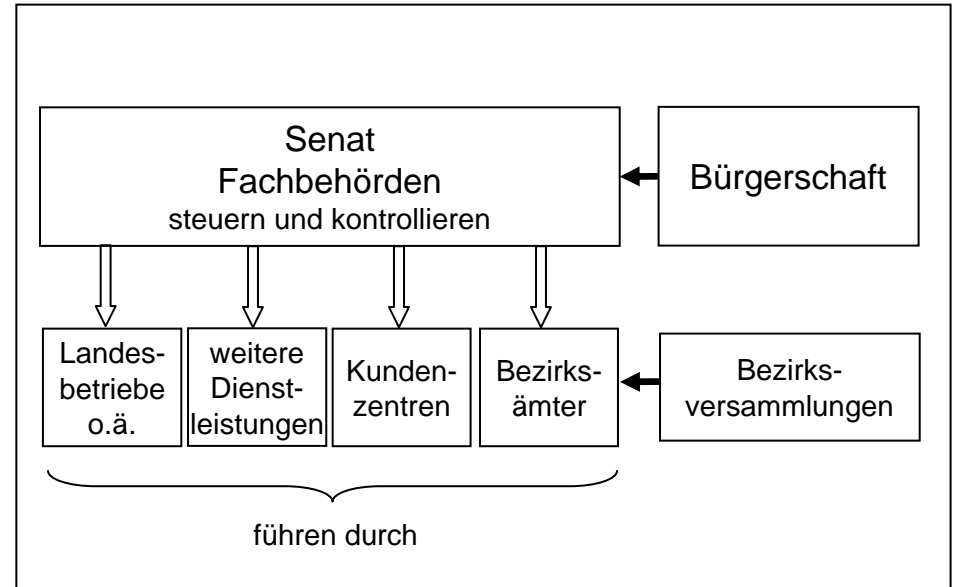 Senat
Fachbehörden
steuern und kontrollieren
Bürgerschaft
Landes-
betriebe
o.ä.
weitere
Dienst-
leistungen
Kunden-
zentren
Bezirks-
ämter
Bezirks-
versammlungen
führen durch